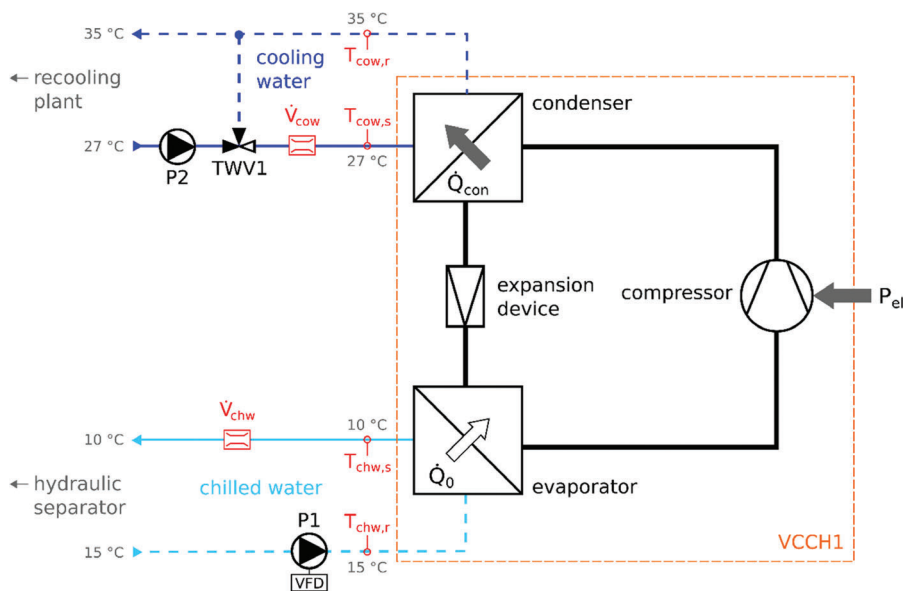 35 °C
35 °C
T_cow,r
cooling
water
← recooling
plant
condenser
V̇_cow
T_cow,s
27 °C
27 °C
P2
TWV1
Q̇_con
expansion
device
compressor
P_el
V̇_chw
10 °C
10 °C
T_chw,s
Q̇_0
evaporator
← hydraulic
separator
chilled water
P1
T_chw,r
15 °C
15 °C
VFD
VCCH1